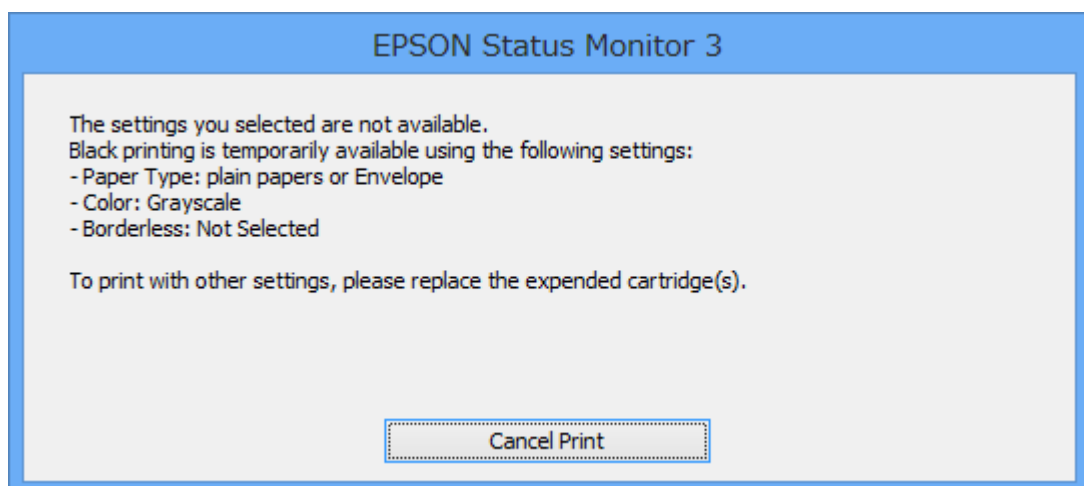 EPSON Status Monitor 3
The settings you selected are not available.
Black printing is temporarily available using the following settings:
- Paper Type: plain papers or Envelope
- Color: Grayscale
- Borderless: Not Selected
To print with other settings, please replace the expended cartridge(s).
Cancel Print